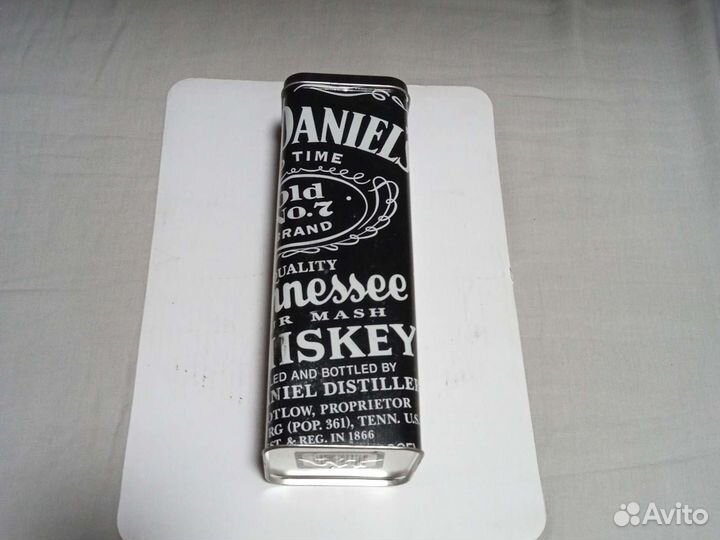 DANIEL'S
TIME
Old
No.7
BRAND
QUALITY
nnessee
R MASH
ISKEY
LED AND BOTTLED BY
NIEL DISTILLE
OTLOW, PROPRIETOR
RG (POP. 361), TENN. U.S.
ST. & REG. IN 1866
Avito